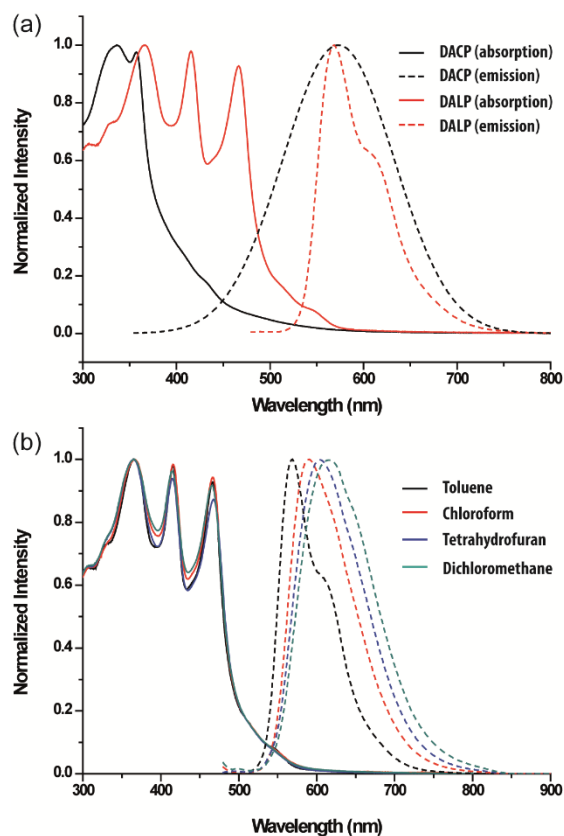 (a)
Normalized Intensity
1.0
0.8
0.6
0.4
0.2
0.0
DACP (absorption)
DACP (emission)
DALP (absorption)
DALP (emission)
300 400 500 600 700 800
Wavelength (nm)
(b)
Normalized Intensity
1.0
0.8
0.6
0.4
0.2
0.0
Toluene
Chloroform
Tetrahydrofuran
Dichloromethane
300 400 500 600 700 800 900
Wavelength (nm)